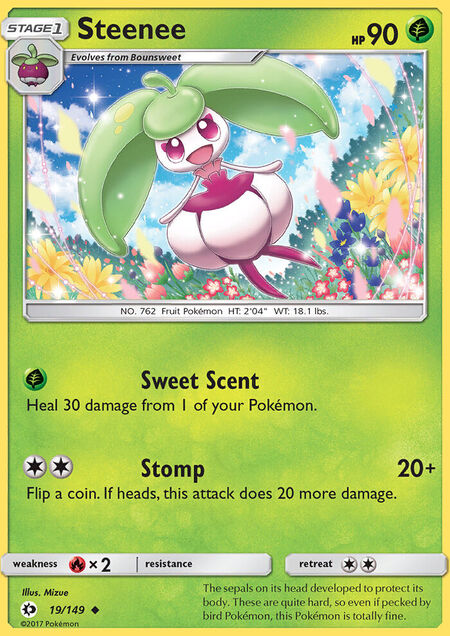 STAGE1
Steenee
HP 90
Evolves from Bounsweet
NO. 762 Fruit Pokémon HT: 2'04" WT: 18.1 lbs.
Sweet Scent
Heal 30 damage from 1 of your Pokémon.
Stomp 20+
Flip a coin. If heads, this attack does 20 more damage.
weakness × 2 resistance retreat
Illus. Mizue
19/149
©2017 Pokémon
The sepals on its head developed to protect its
body. These are quite hard, so even if pecked by
bird Pokémon, this Pokémon is totally fine.